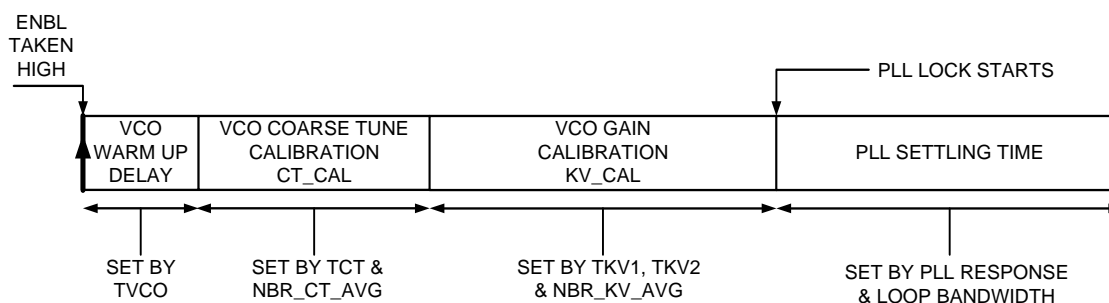 ENBL
TAKEN
HIGH
PLL LOCK STARTS
VCO
WARM UP
DELAY
VCO COARSE TUNE
CALIBRATION
CT_CAL
VCO GAIN
CALIBRATION
KV_CAL
PLL SETTLING TIME
SET BY
TVCO
SET BY TCT &
NBR_CT_AVG
SET BY TKV1, TKV2
& NBR_KV_AVG
SET BY PLL RESPONSE
& LOOP BANDWIDTH